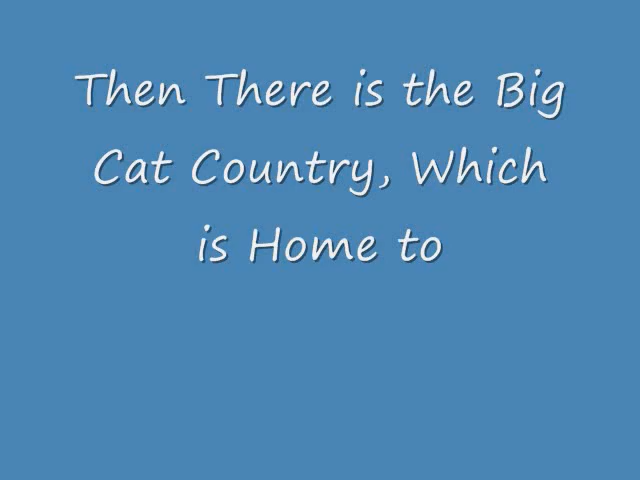 Then There is the Big
Cat Country, Which
is Home to